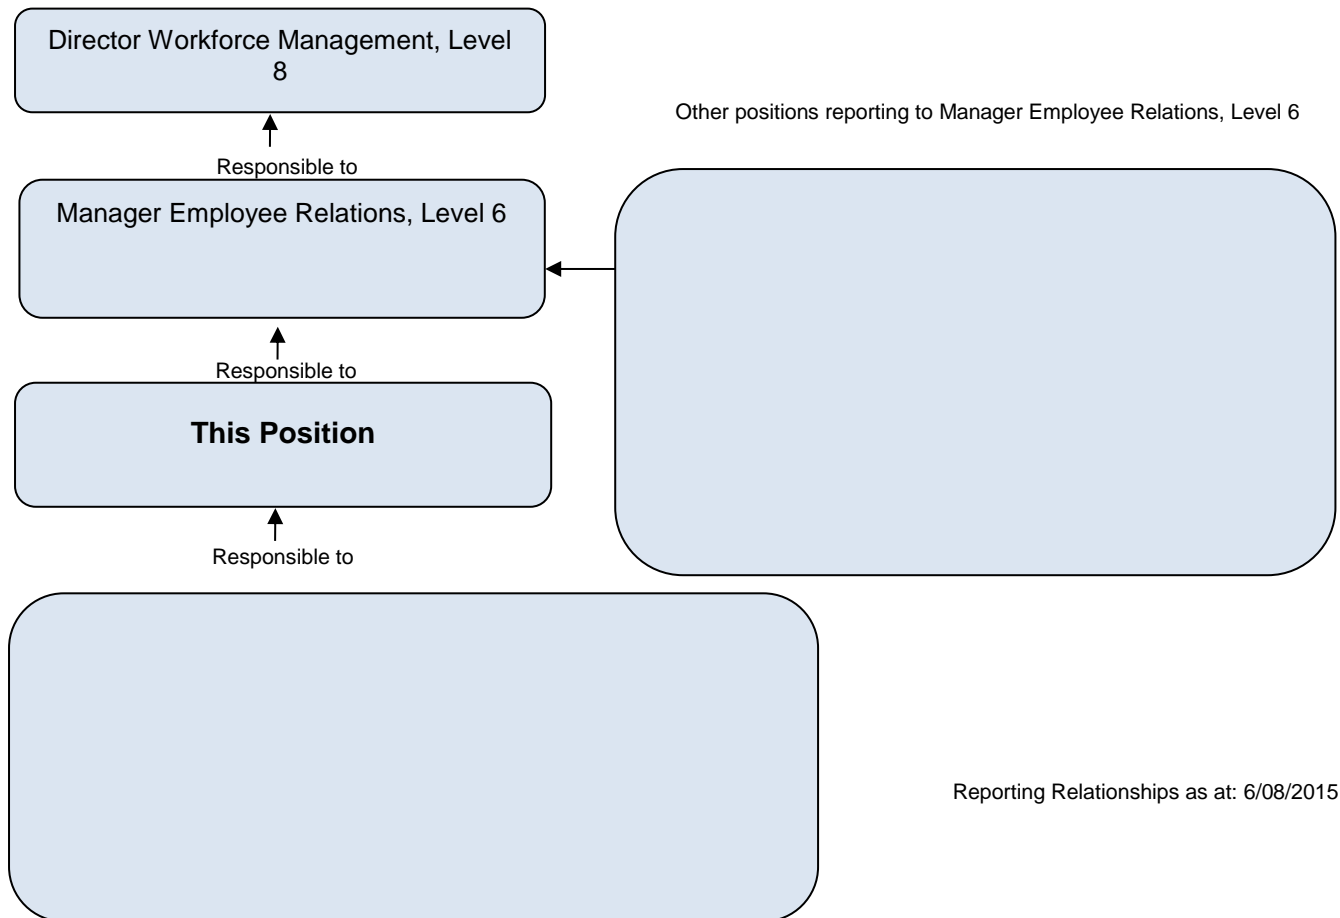 Director Workforce Management, Level
8
Other positions reporting to Manager Employee Relations, Level 6
Responsible to
Manager Employee Relations, Level 6
Responsible to
This Position
Responsible to
Reporting Relationships as at: 6/08/2015